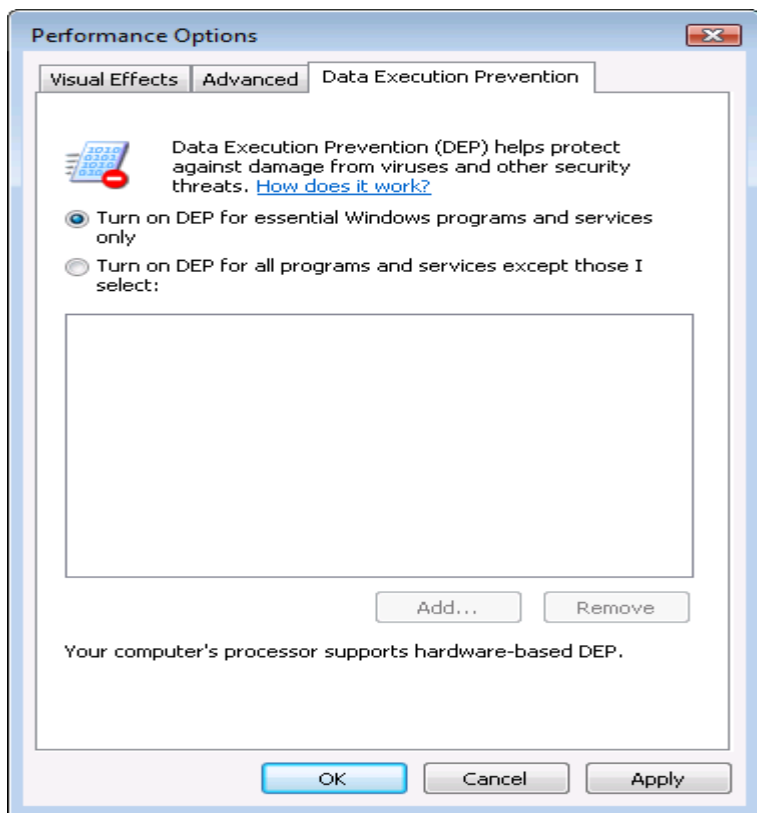 Performance Options
Visual Effects
Advanced
Data Execution Prevention
Data Execution Prevention (DEP) helps protect
against damage from viruses and other security
threats. How does it work?
Turn on DEP for essential Windows programs and services
only
Turn on DEP for all programs and services except those I
select:
Add...
Remove
Your computer's processor supports hardware-based DEP.
OK
Cancel
Apply